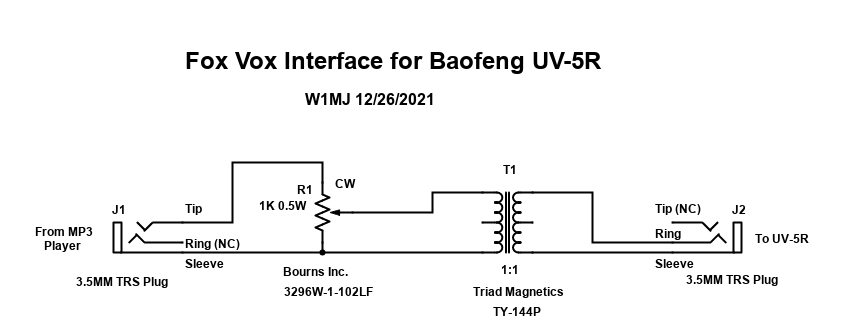 Fox Vox Interface for Baofeng UV-5R
W1MJ 12/26/2021
T1
R1
CW
1K 0.5W
J1
Tip
From MP3
Player
Ring (NC)
Sleeve
3.5MM TRS Plug
Bourns Inc.
3296W-1-102LF
1:1
Triad Magnetics
TY-144P
Tip (NC)
J2
Ring
To UV-5R
Sleeve
3.5MM TRS Plug